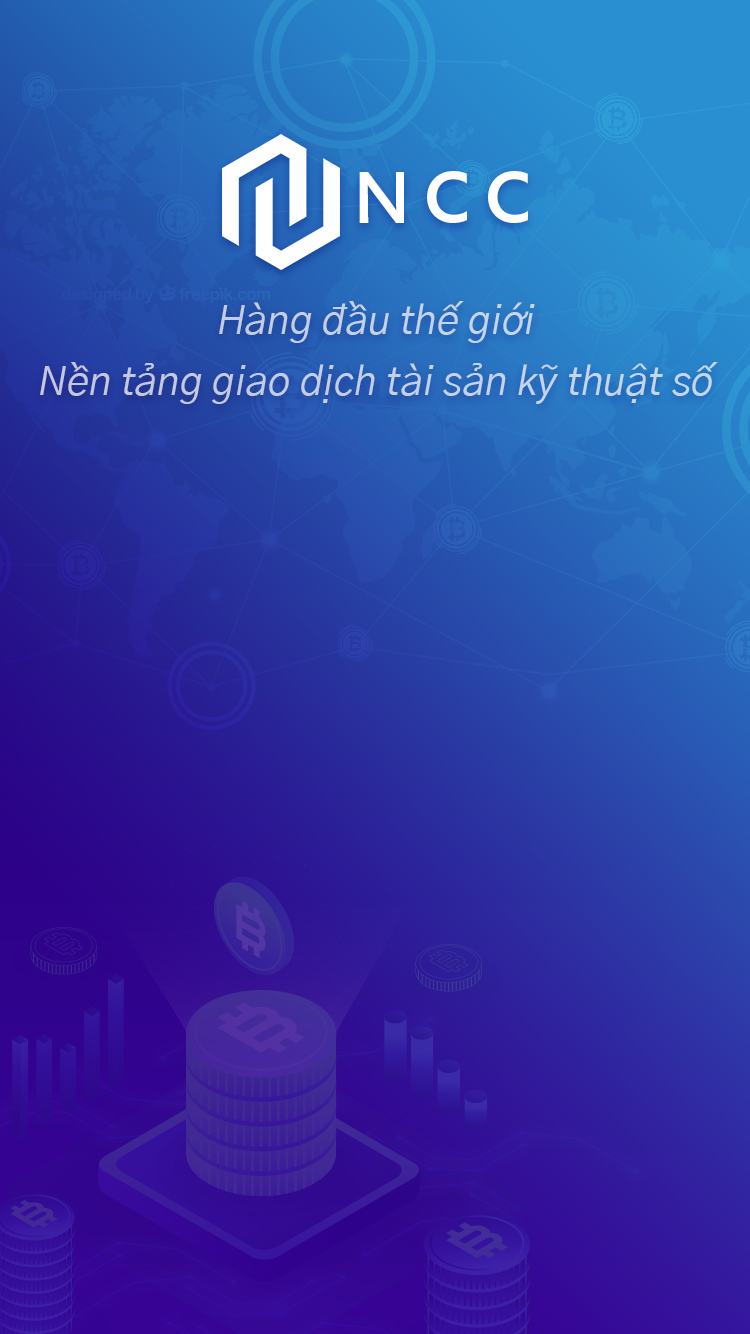 NCC
designed by freepik.com
Hàng đầu thế giới
Nền tảng giao dịch tài sản kỹ thuật số